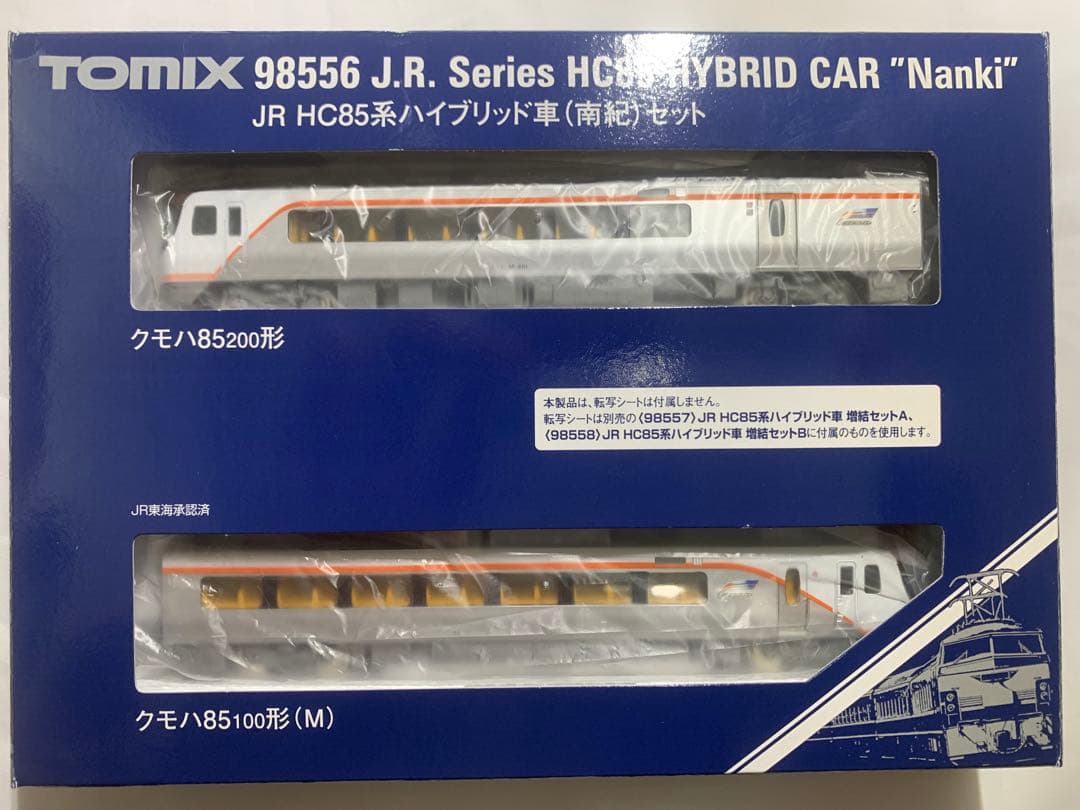 TOMIX 98556 J.R. Series HC85 HYBRID CAR "Nanki"
JR HC85系ハイブリッド車(南紀)セット
クモハ85200形
本製品は、転写シートは付属しません。
転写シートは別売の〈98557〉JR HC85系ハイブリッド車 増結セットA、
〈98558〉JR HC85系ハイブリッド車 増結セットBに付属のものを使用します。
JR東海承認済
クモハ85100形(M)